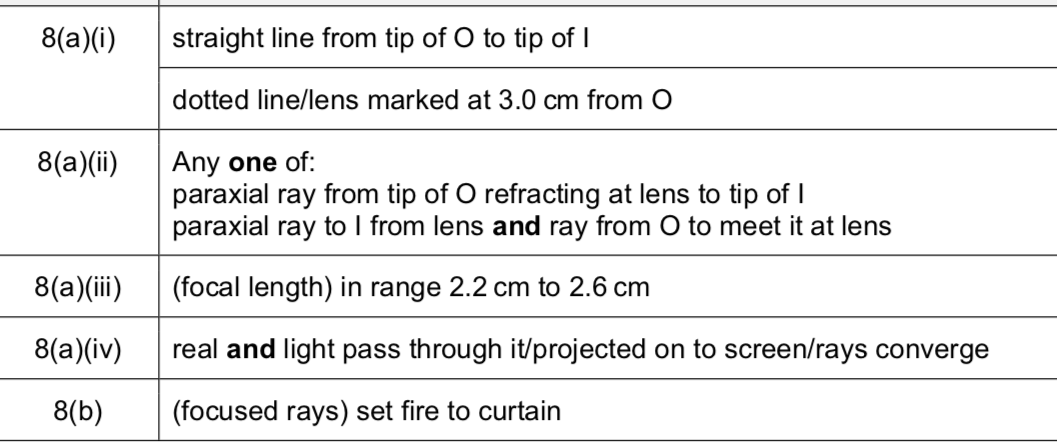 8(a)(i) straight line from tip of O to tip of I
dotted line/lens marked at 3.0 cm from O
8(a)(ii) Any one of:
paraxial ray from tip of O refracting at lens to tip of I
paraxial ray to I from lens and ray from O to meet it at lens
8(a)(iii) (focal length) in range 2.2 cm to 2.6 cm
8(a)(iv) real and light pass through it/projected on to screen/rays converge
8(b) (focused rays) set fire to curtain